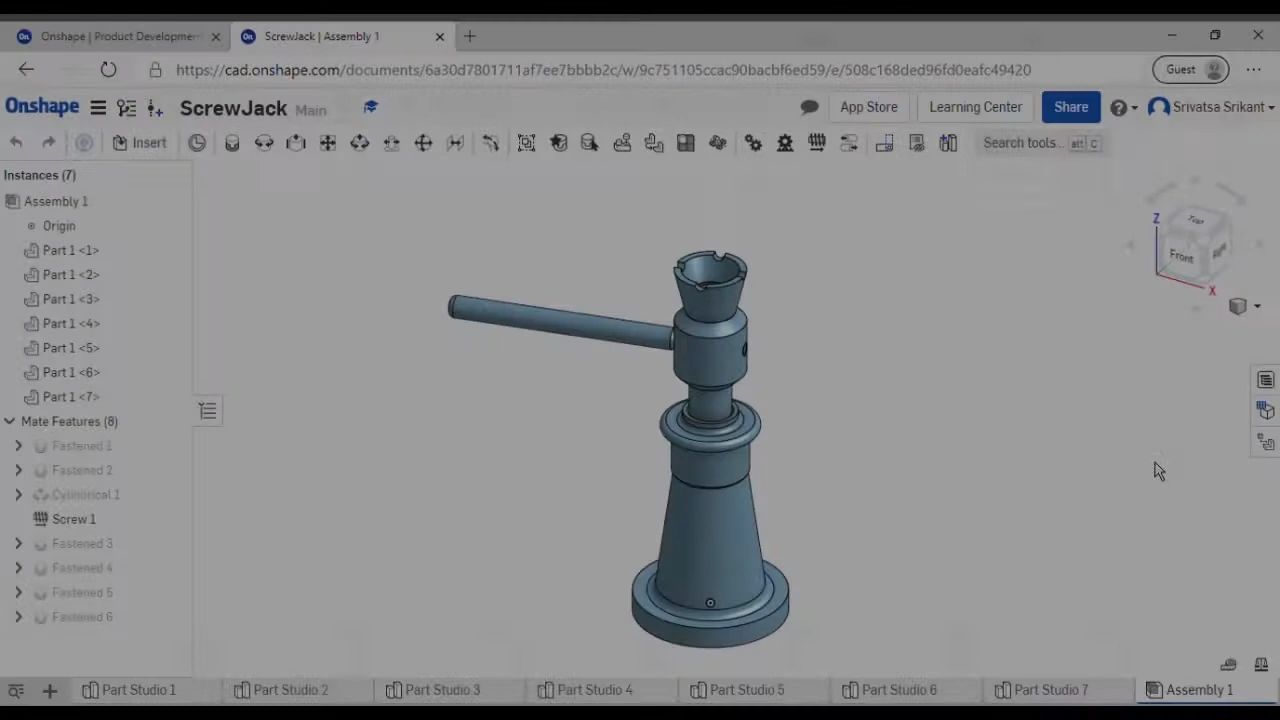 Onshape | Product Developmer
ScrewJack | Assembly 1
https://cad.onshape.com/documents/6a30d7801711af7ee7bbbb2c/w/9c751105ccac90bacbf6ed59/e/508c168ded96fd0eafc49420
Guest
Onshape
ScrewJack Main
App Store
Learning Center
Share
Srivatsa Srikant
Insert
Search tools... alt C
Instances (7)
Assembly 1
Origin
Part 1 <1>
Part 1 <2>
Part 1 <3>
Part 1 <4>
Part 1 <5>
Part 1 <6>
Part 1 <7>
Mate Features (8)
Fastened 1
Fastened 2
Cylindrical 1
Screw 1
Fastened 3
Fastened 4
Fastened 5
Fastened 6
Z
Top
Front
X
Part Studio 1
Part Studio 2
Part Studio 3
Part Studio 4
Part Studio 5
Part Studio 6
Part Studio 7
Assembly 1